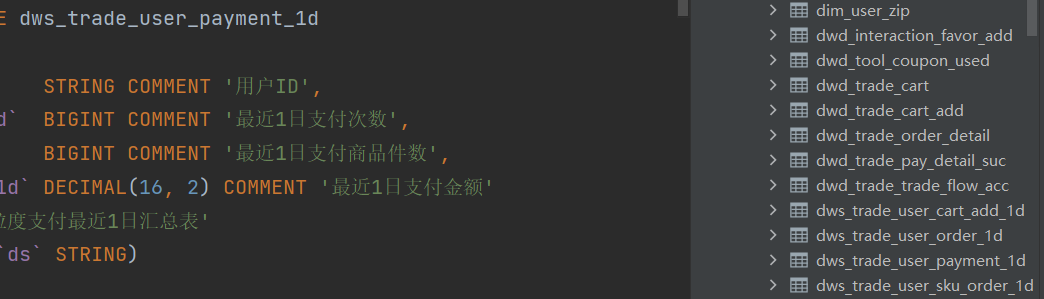 E dws_trade_user_payment_1d
STRING COMMENT '用户ID',
d` BIGINT COMMENT '最近1日支付次数',
BIGINT COMMENT '最近1日支付商品件数',
1d` DECIMAL(16, 2) COMMENT '最近1日支付金额'
粒度支付最近1日汇总表'
`ds` STRING)
dim_user_zip
dwd_interaction_favor_add
dwd_tool_coupon_used
dwd_trade_cart
dwd_trade_cart_add
dwd_trade_order_detail
dwd_trade_pay_detail_suc
dwd_trade_trade_flow_acc
dws_trade_user_cart_add_1d
dws_trade_user_order_1d
dws_trade_user_payment_1d
dws_trade_user_sku_order_1d